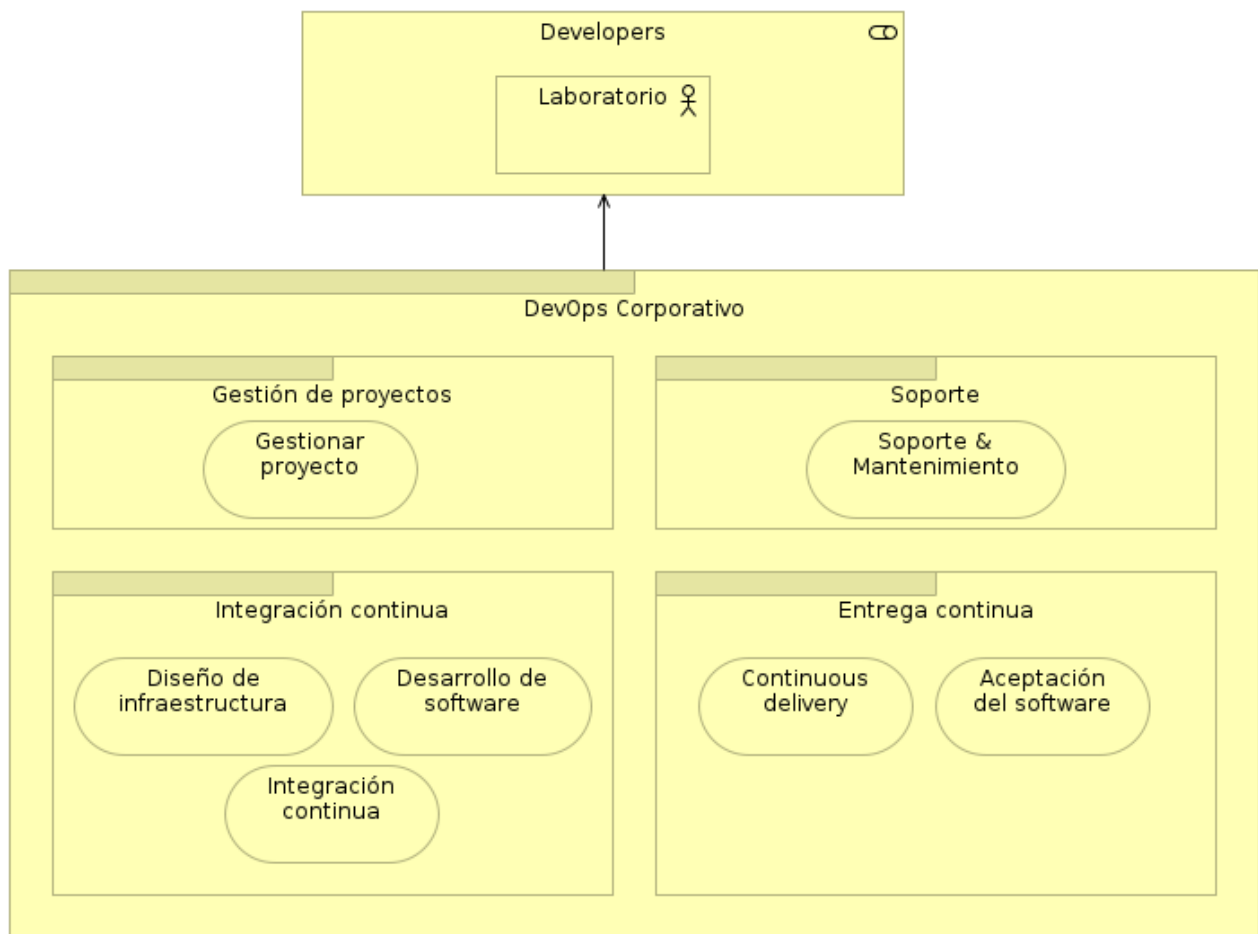 Developers
Laboratorio
DevOps Corporativo
Gestión de proyectos
Gestionar
proyecto
Soporte
Soporte &
Mantenimiento
Integración continua
Diseño de
infraestructura
Desarrollo de
software
Integración
continua
Entrega continua
Continuous
delivery
Aceptación
del software